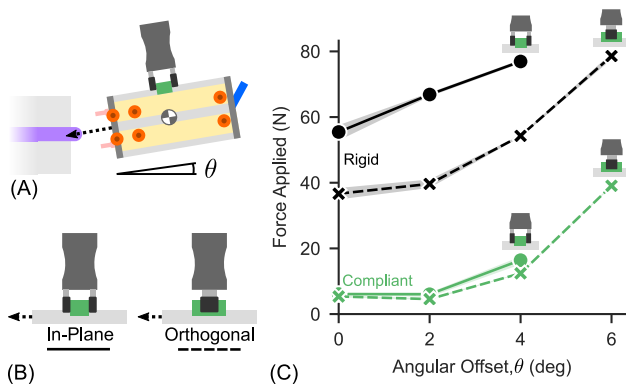 (A)
θ
(B)
In-Plane
Orthogonal
(C)
Force Applied (N)
80
60
40
20
0
Rigid
Compliant
0 2 4 6
Angular Offset,θ (deg)